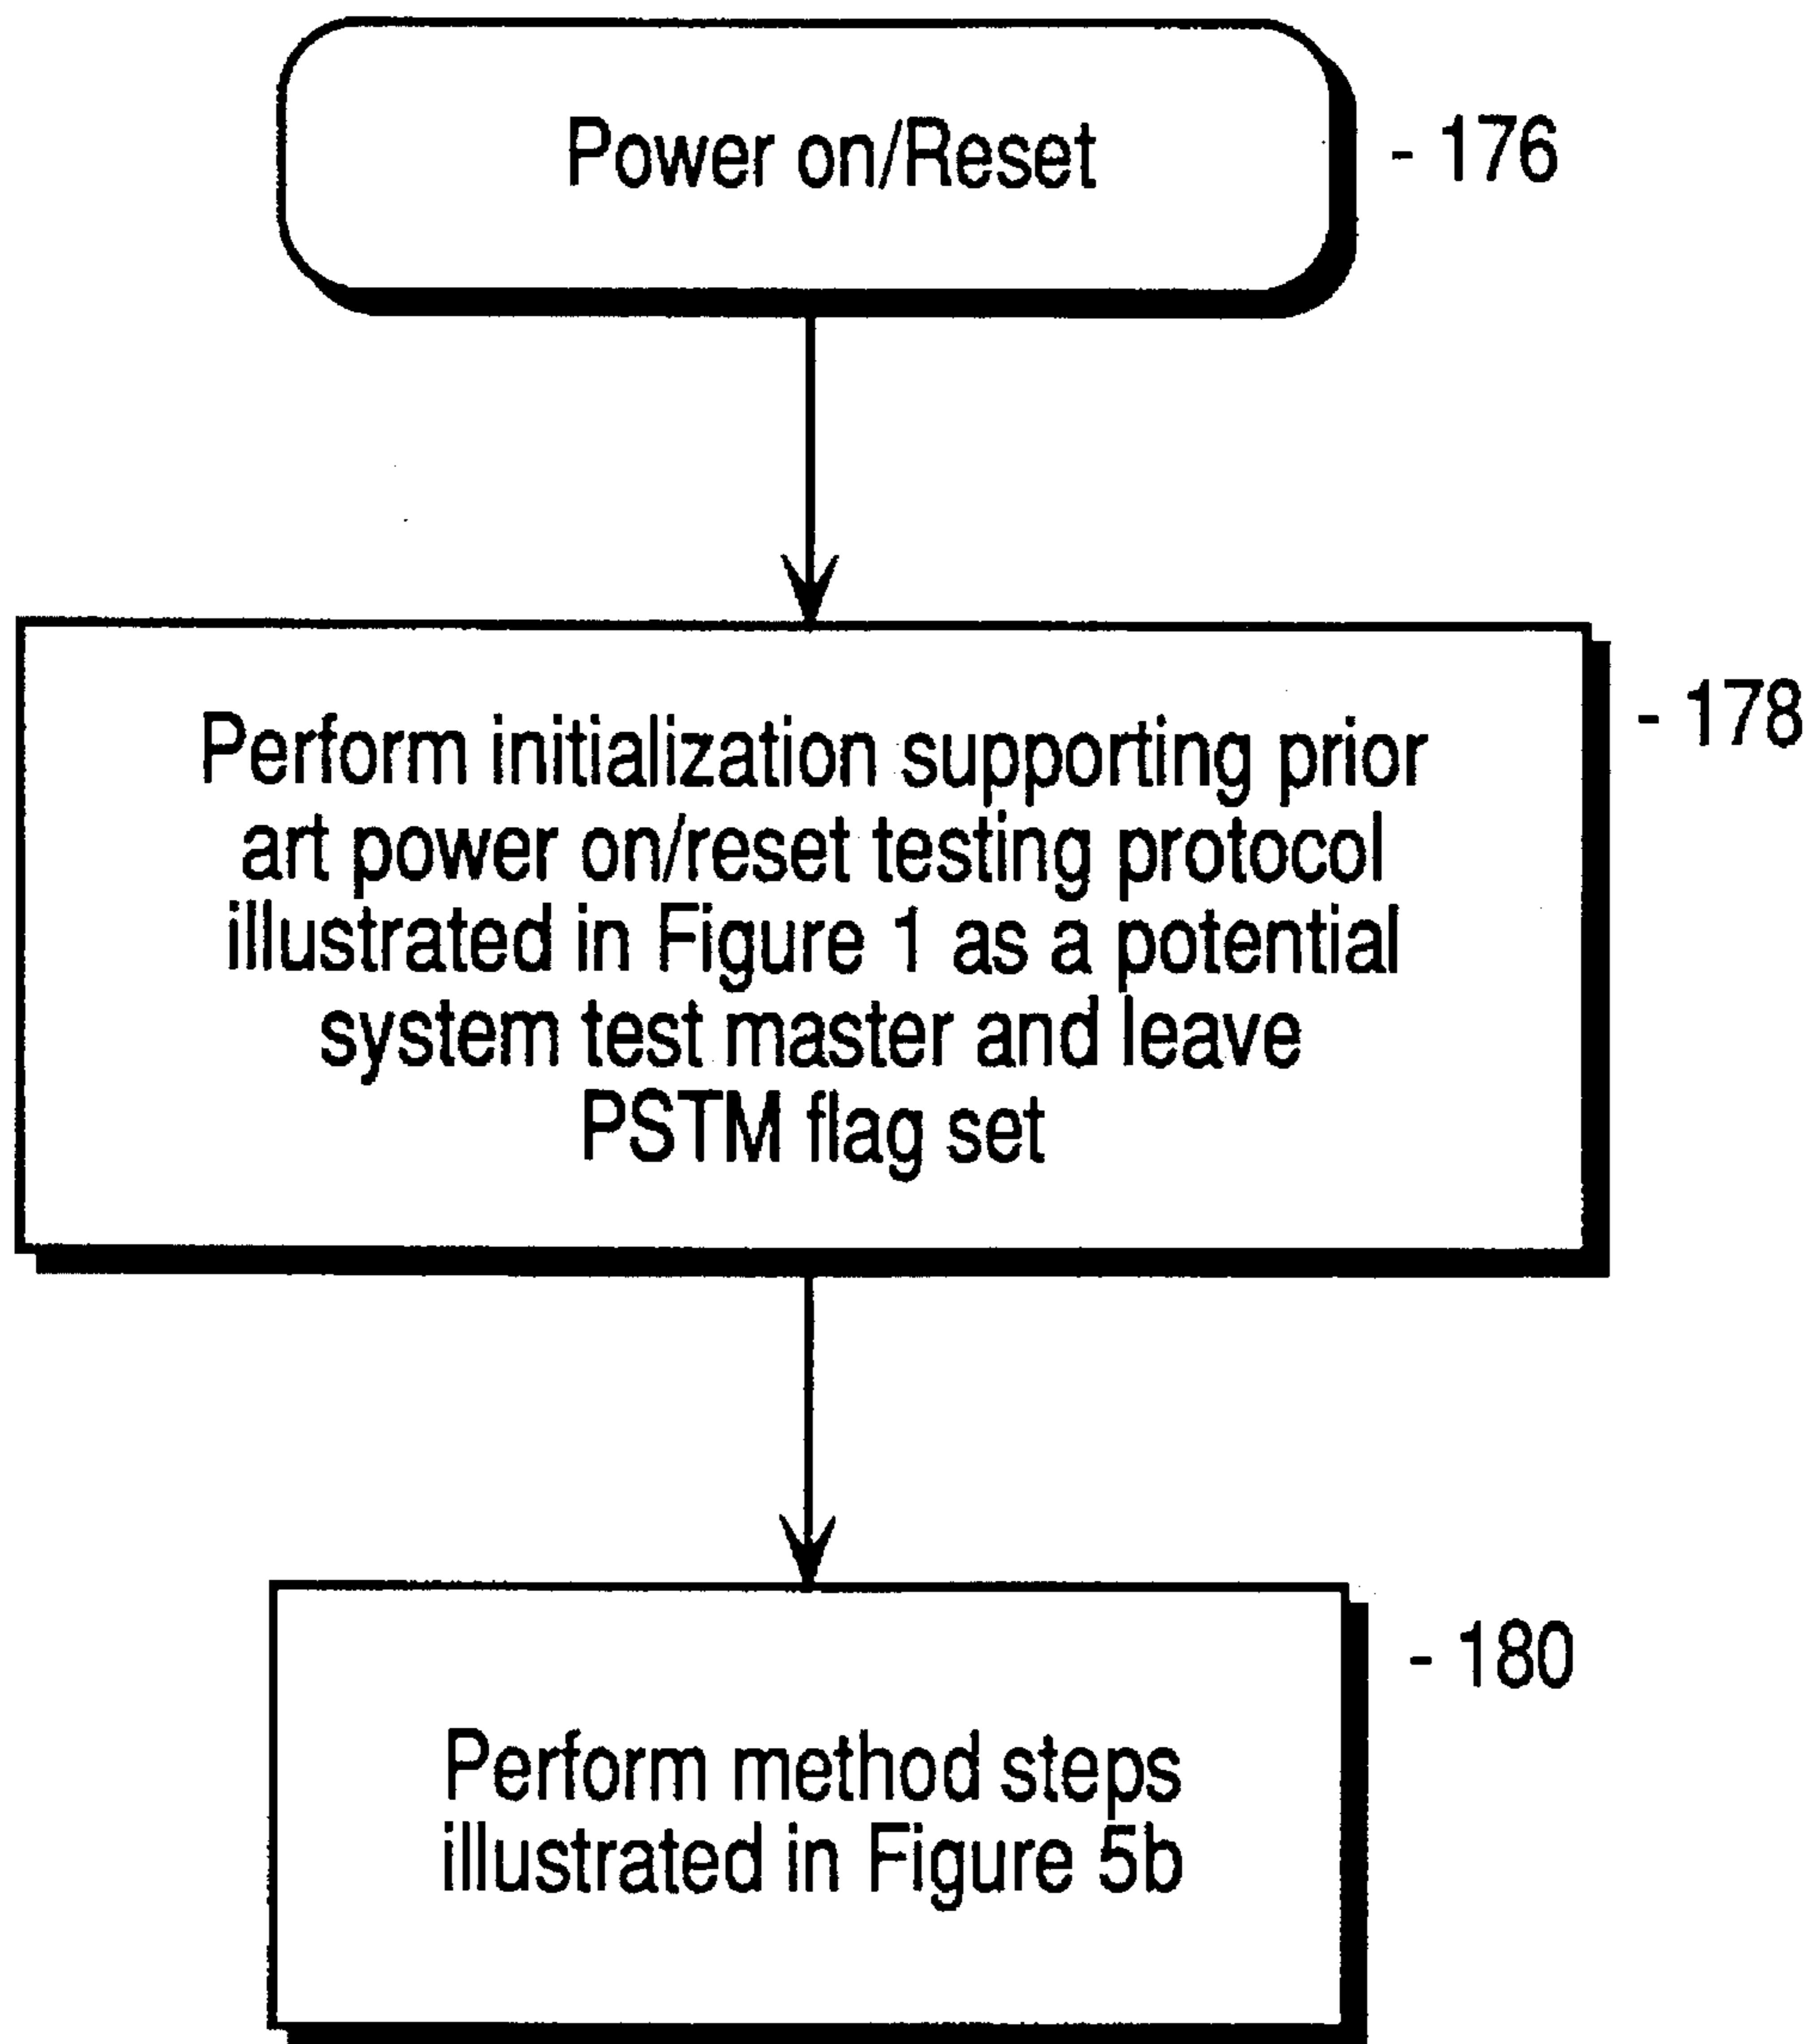 Power on/Reset
- 176
- 178
Perform initialization supporting prior
art power on/reset testing protocol
illustrated in Figure 1 as a potential
system test master and leave
PSTM flag set
- 180
Perform method steps
illustrated in Figure 5b